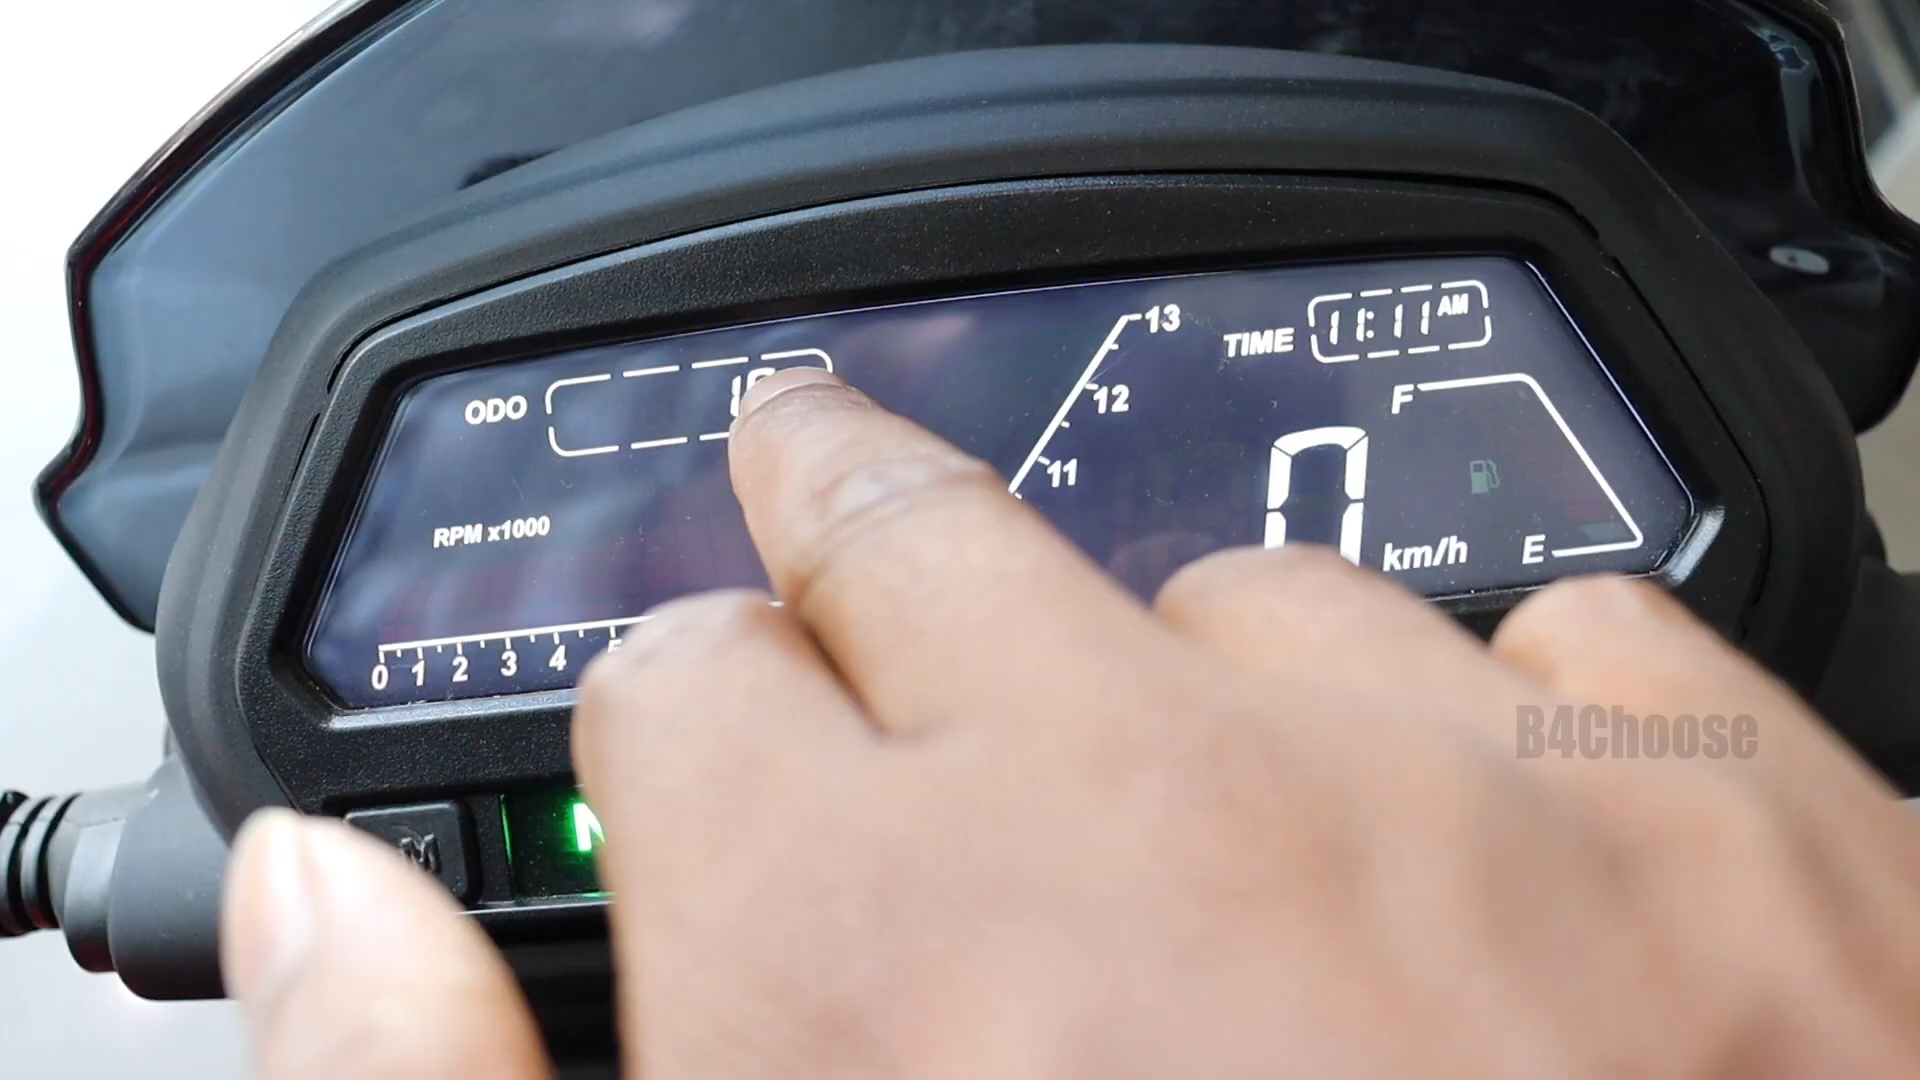 13
TIME 11:11 AM
ODO
12
F
11
RPM x1000
0 km/h
E
0 1 2 3 4
M
B4Choose